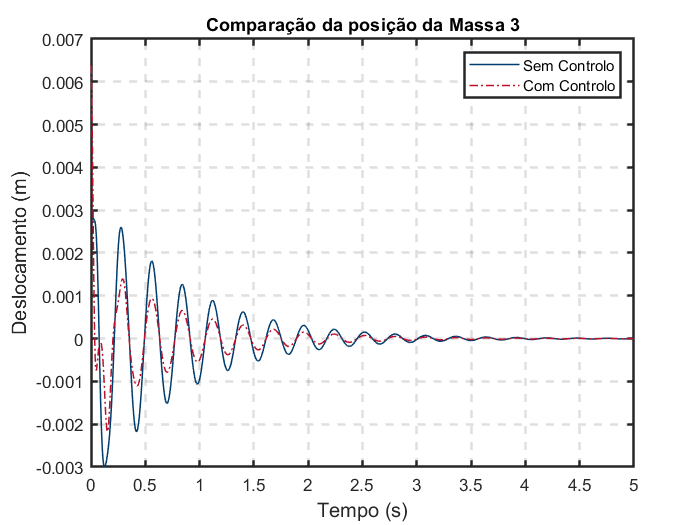 Comparação da posição da Massa 3
0.007
0.006
0.005
0.004
0.003
0.002
0.001
0
-0.001
-0.002
-0.003
Deslocamento (m)
Sem Controlo
Com Controlo
0 0.5 1 1.5 2 2.5 3 3.5 4 4.5 5
Tempo (s)